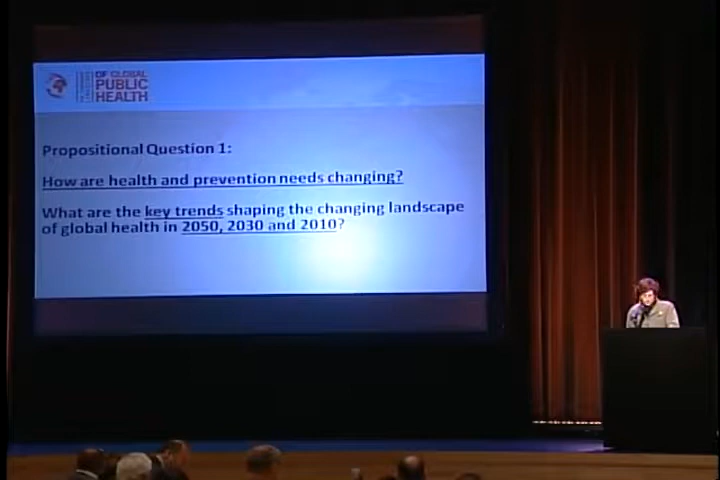 OF GLOBAL
PUBLIC
HEALTH
Propositional Question 1:
How are health and prevention needs changing?
What are the key trends shaping the changing landscape
of global health in 2050, 2030 and 2010?